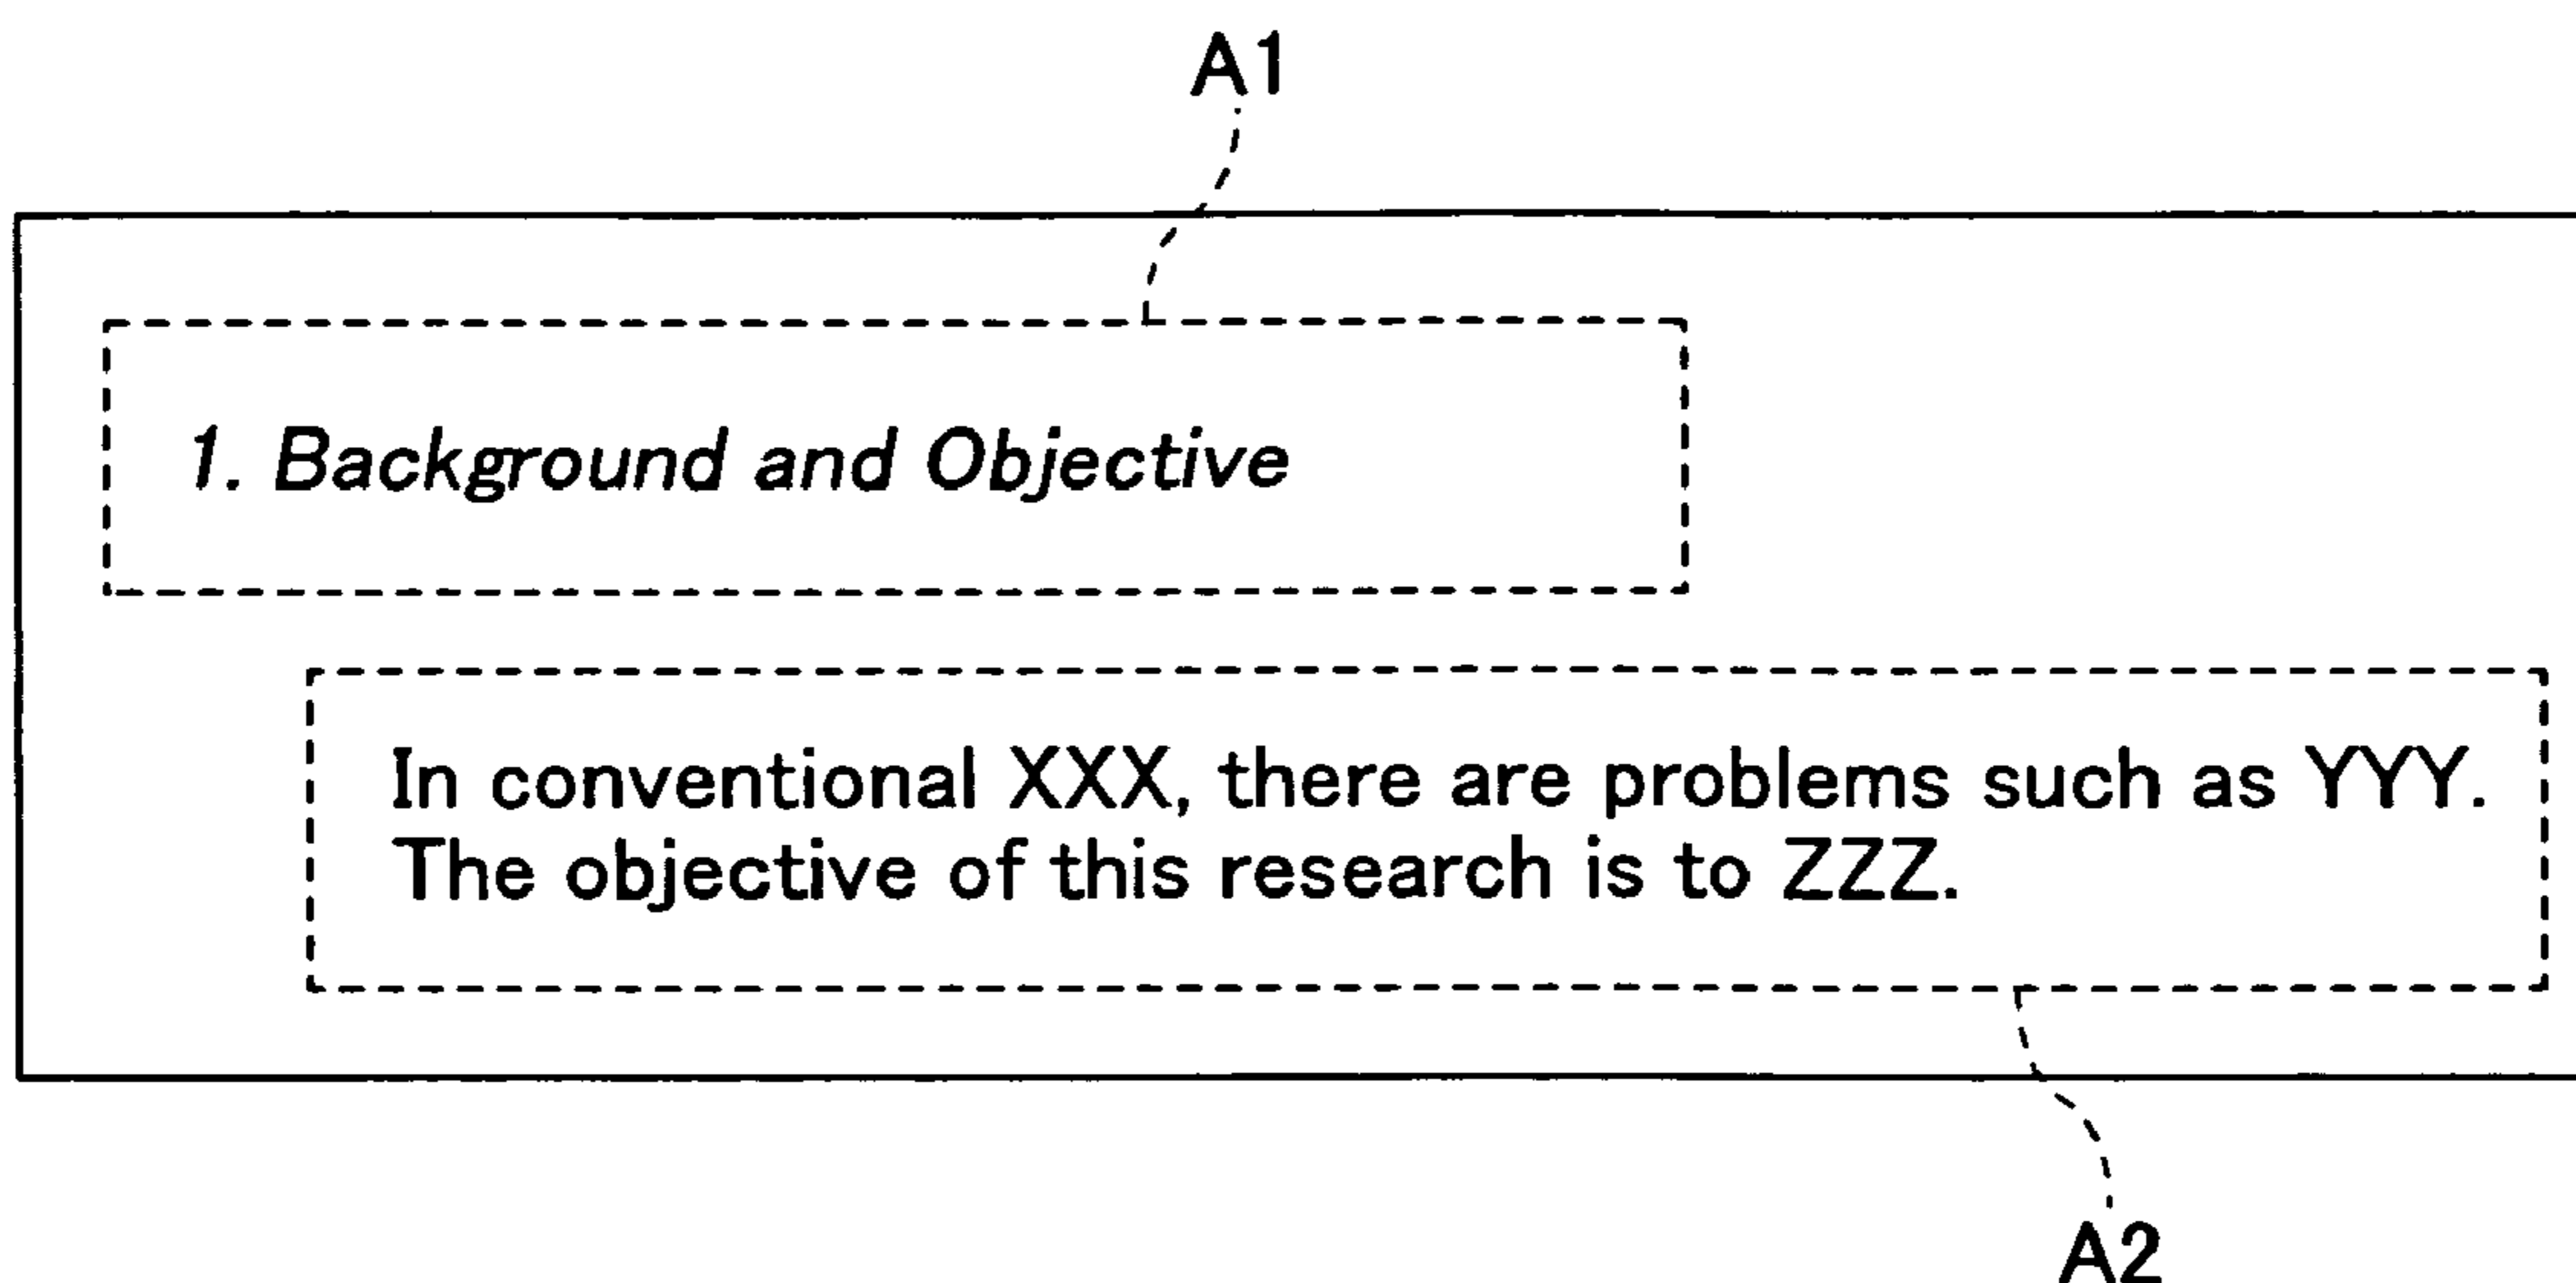 A1
1. Background and Objective
In conventional XXX, there are problems such as YYY.
The objective of this research is to ZZZ.
A2